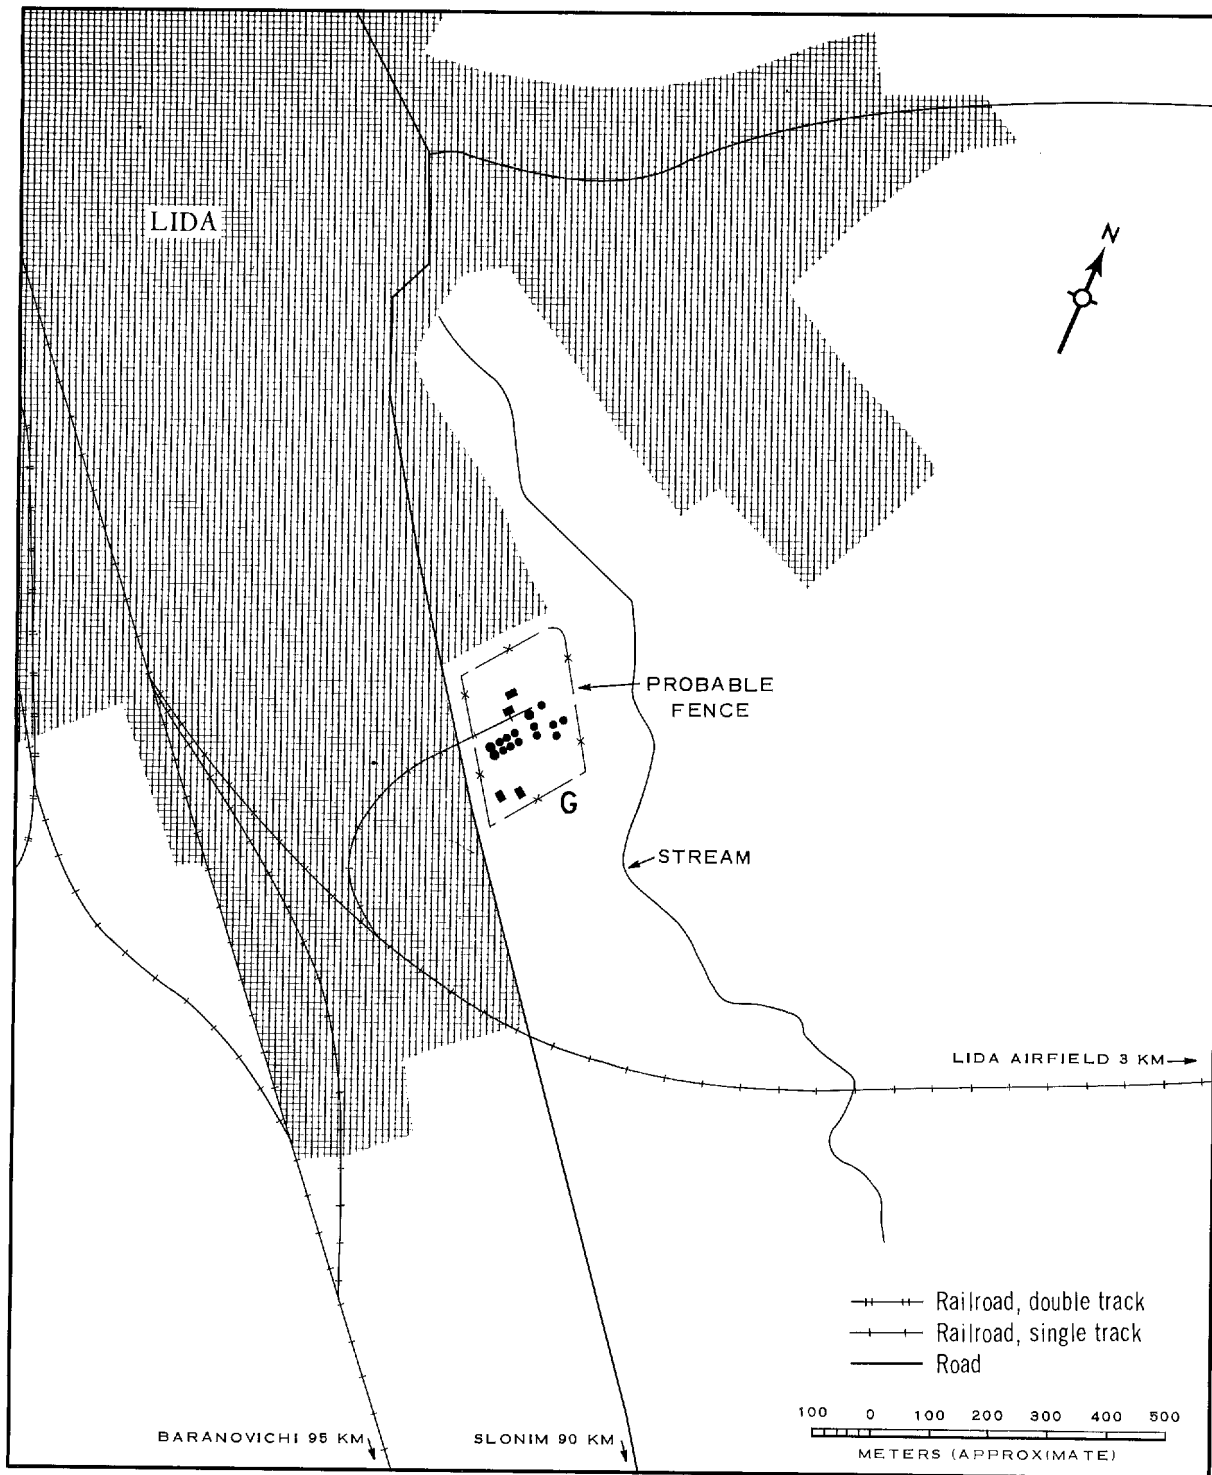 LIDA
N
PROBABLE
FENCE
G
STREAM
LIDA AIRFIELD 3 KM
Railroad, double track
Railroad, single track
Road
100 0 100 200 300 400 500
METERS (APPROXIMATE)
BARANOVICHI 95 KM
SLONIM 90 KM